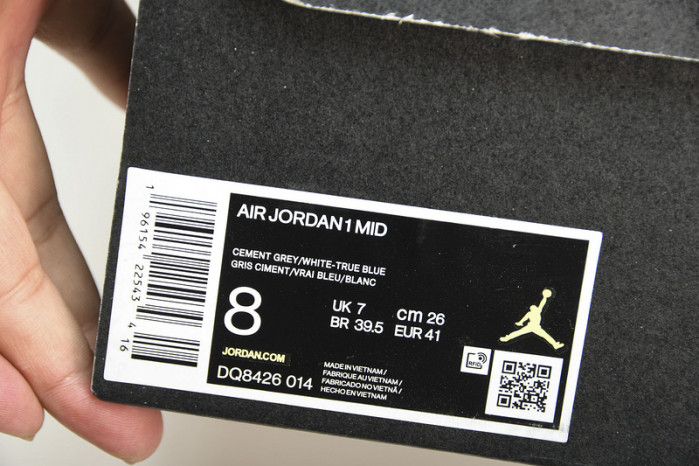 1 96154 22543 4 16
AIR JORDAN 1 MID
CEMENT GREY/WHITE-TRUE BLUE
GRIS CIMENT/VRAI BLEU/BLANC
8
UK 7 cm 26
BR 39.5 EUR 41
JORDAN.COM
DQ8426 014
MADE IN VIETNAM /
FABRIQUE AU VIETNAM /
FABRICADO NO VIETNÃ /
HECHO EN VIETNAM
RFID